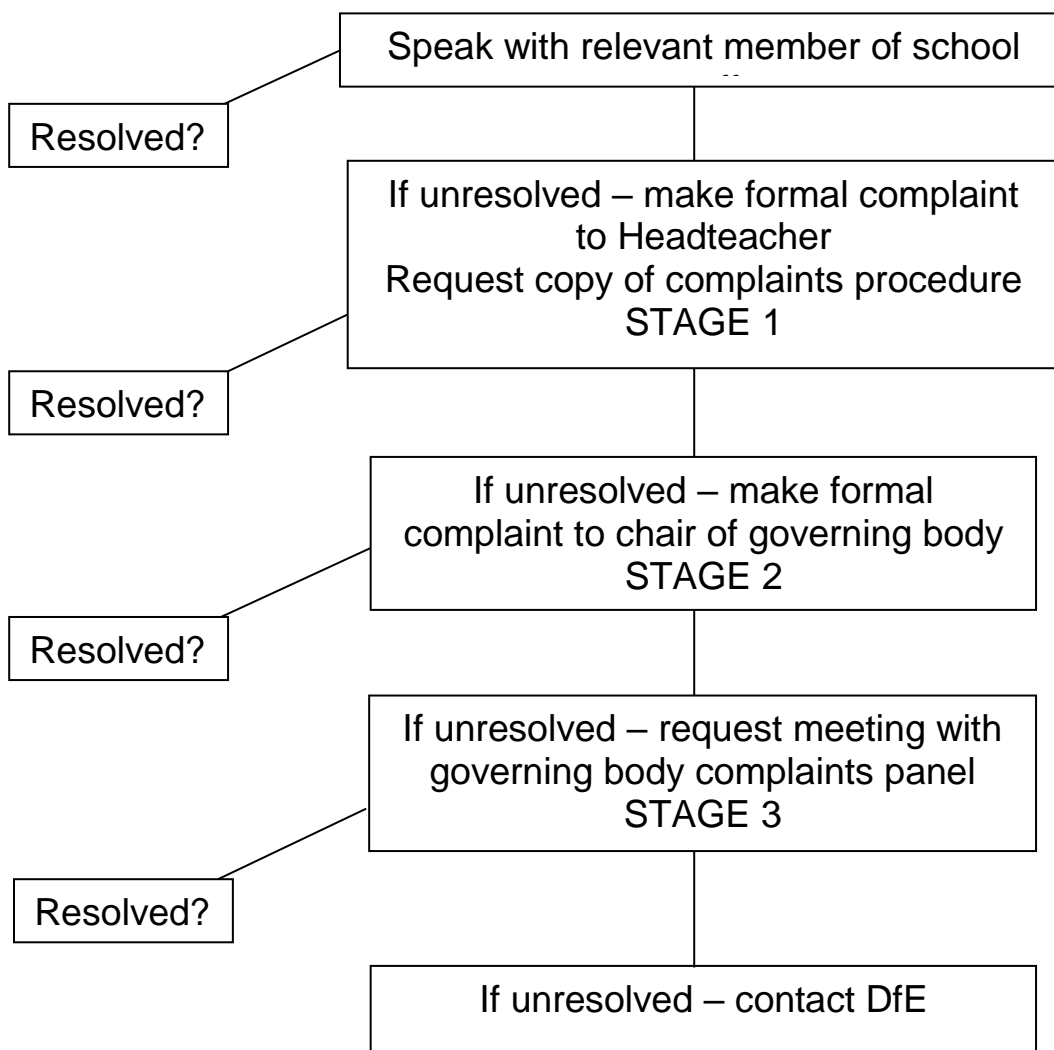 Speak with relevant member of school
Resolved?
If unresolved – make formal complaint
to Headteacher
Request copy of complaints procedure
STAGE 1
Resolved?
If unresolved – make formal
complaint to chair of governing body
STAGE 2
Resolved?
If unresolved – request meeting with
governing body complaints panel
STAGE 3
Resolved?
If unresolved – contact DfE